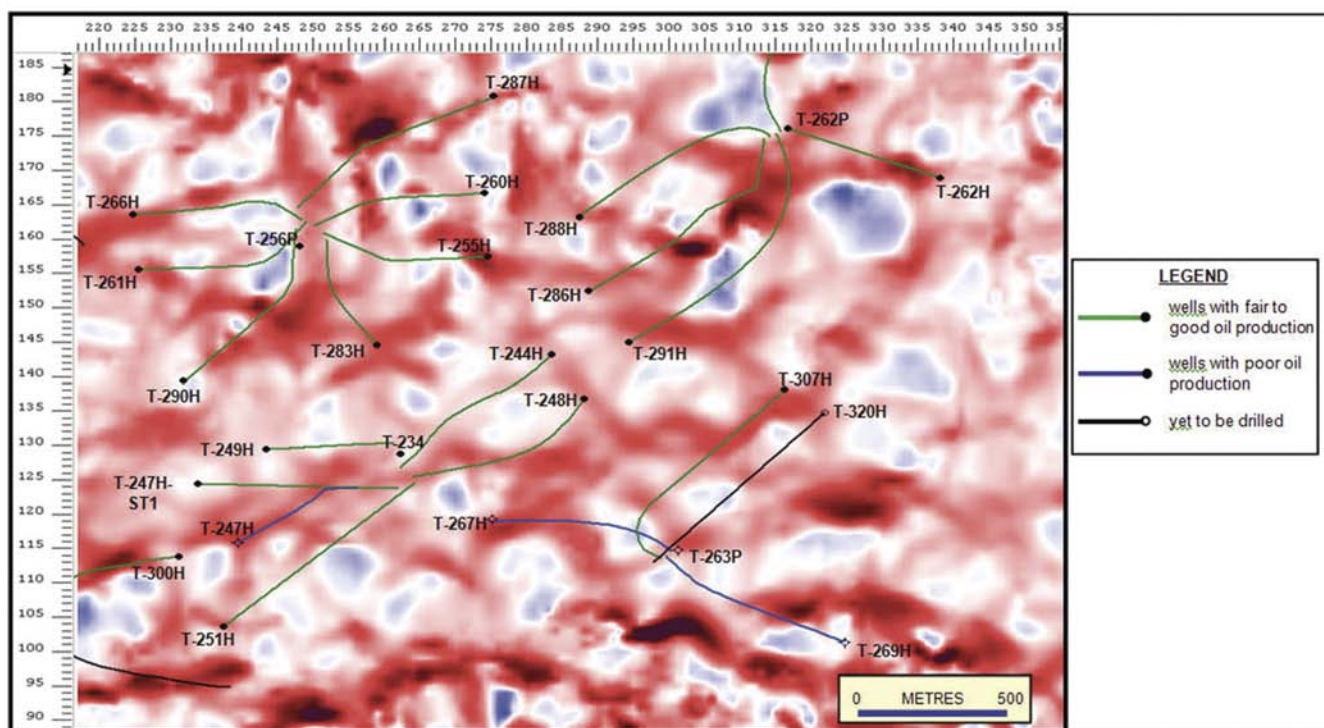 220 225 230 235 240 245 250 255 260 265 270 275 280 285 290 295 300 305 310 315 320 325 330 335 340 345 350 355
185
180
175
170
165
160
155
150
145
140
135
130
125
120
115
110
105
100
95
90
T-287H
T-262P
T-260H
T-262H
T-266H
T-288H
T-256P
T-255H
T-261H
T-286H
T-283H
T-244H
T-291H
T-290H
T-307H
T-248H
T-320H
T-249H
T-234
T-247H-
ST1
T-247H
T-267H
T-263P
T-300H
T-251H
T-269H
0 METRES 500
LEGEND
wells with fair to
good oil production
wells with poor oil
production
yet to be drilled